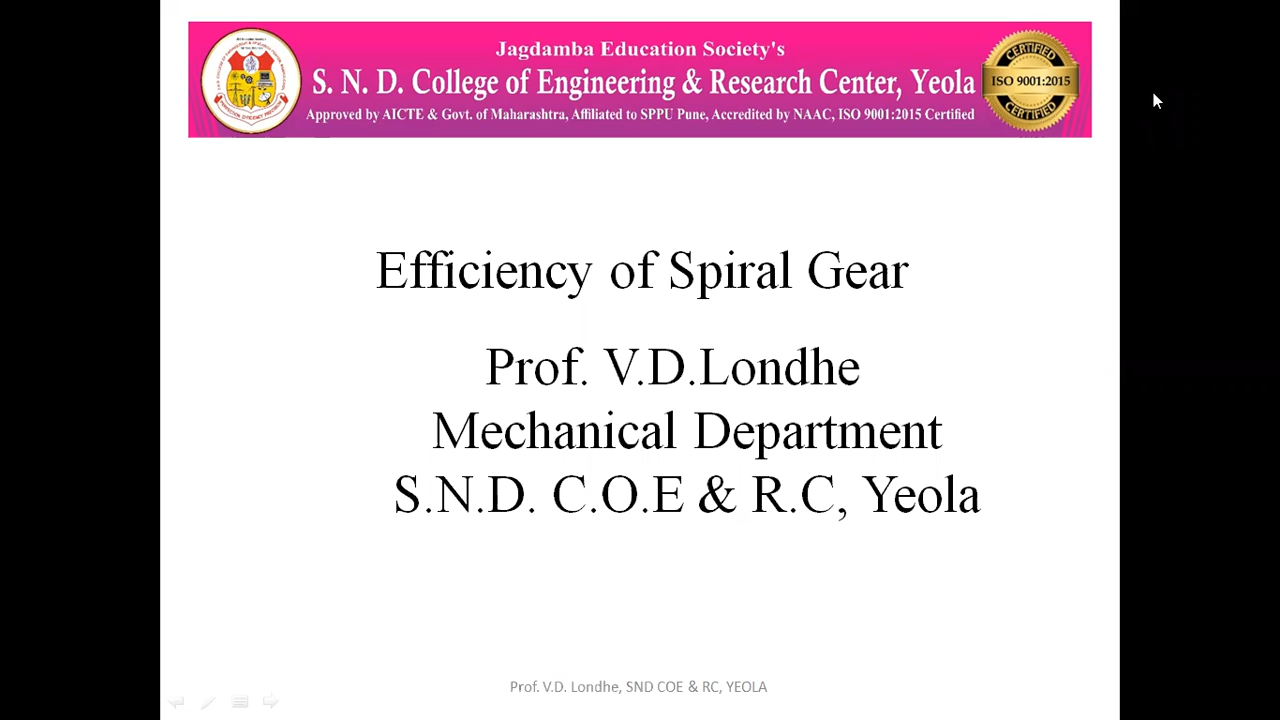 Jagdamba Education Society's
S. N. D. College of Engineering & Research Center, Yeola
Approved by AICTE & Govt. of Maharashtra, Affiliated to SPPU Pune, Accredited by NAAC, ISO 9001:2015 Certified
CERTIFIED
ISO 9001:2015
CERTIFIED
Efficiency of Spiral Gear
Prof. V.D.Londhe
Mechanical Department
S.N.D. C.O.E & R.C, Yeola
Prof. V.D. Londhe, SND COE & RC, YEOLA